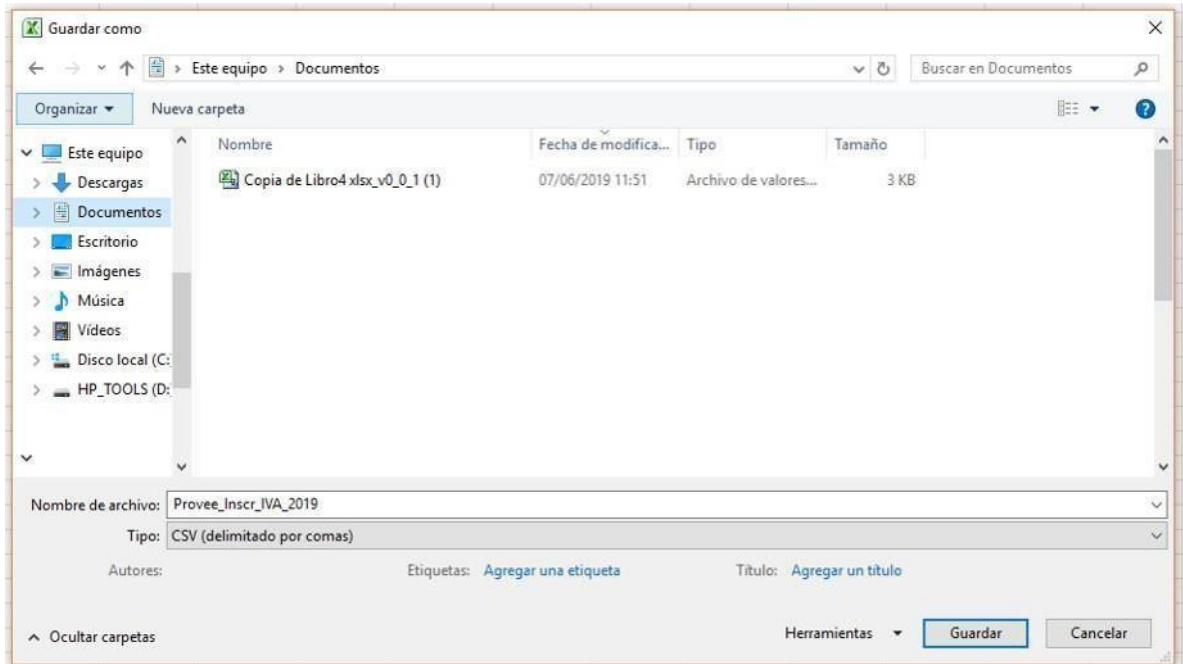 Guardar como
Este equipo > Documentos
Buscar en Documentos
Organizar
Nueva carpeta
Nombre
Fecha de modifica...
Tipo
Tamaño
Este equipo
Descargas
Documentos
Escritorio
Imágenes
Música
Vídeos
Disco local (C:
HP_TOOLS (D:
Copia de Libro4 xlsx_v0_0_1 (1)
07/06/2019 11:51
Archivo de valores...
3 KB
Nombre de archivo: Provee_Inscr_IVA_2019
Tipo: CSV (delimitado por comas)
Autores:
Etiquetas: Agregar una etiqueta
Título: Agregar un título
Ocultar carpetas
Herramientas
Guardar
Cancelar